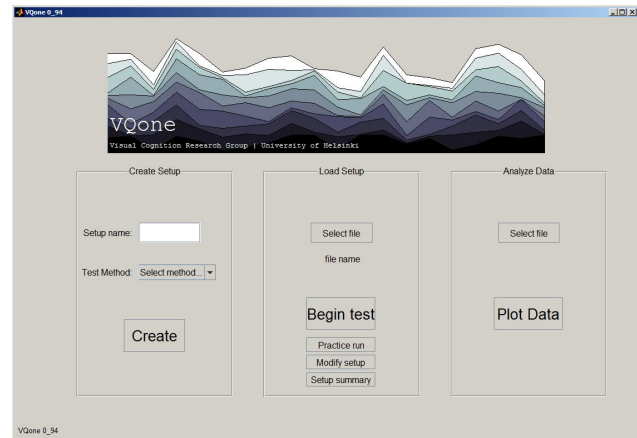 VQone 0_94
VQone
Visual Cognition Research Group | University of Helsinki
Create Setup
Setup name:
Test Method: Select method...
Create
Load Setup
Select file
file name
Begin test
Practice run
Modify setup
Setup summary
Analyze Data
Select file
Plot Data
VQone 0_94